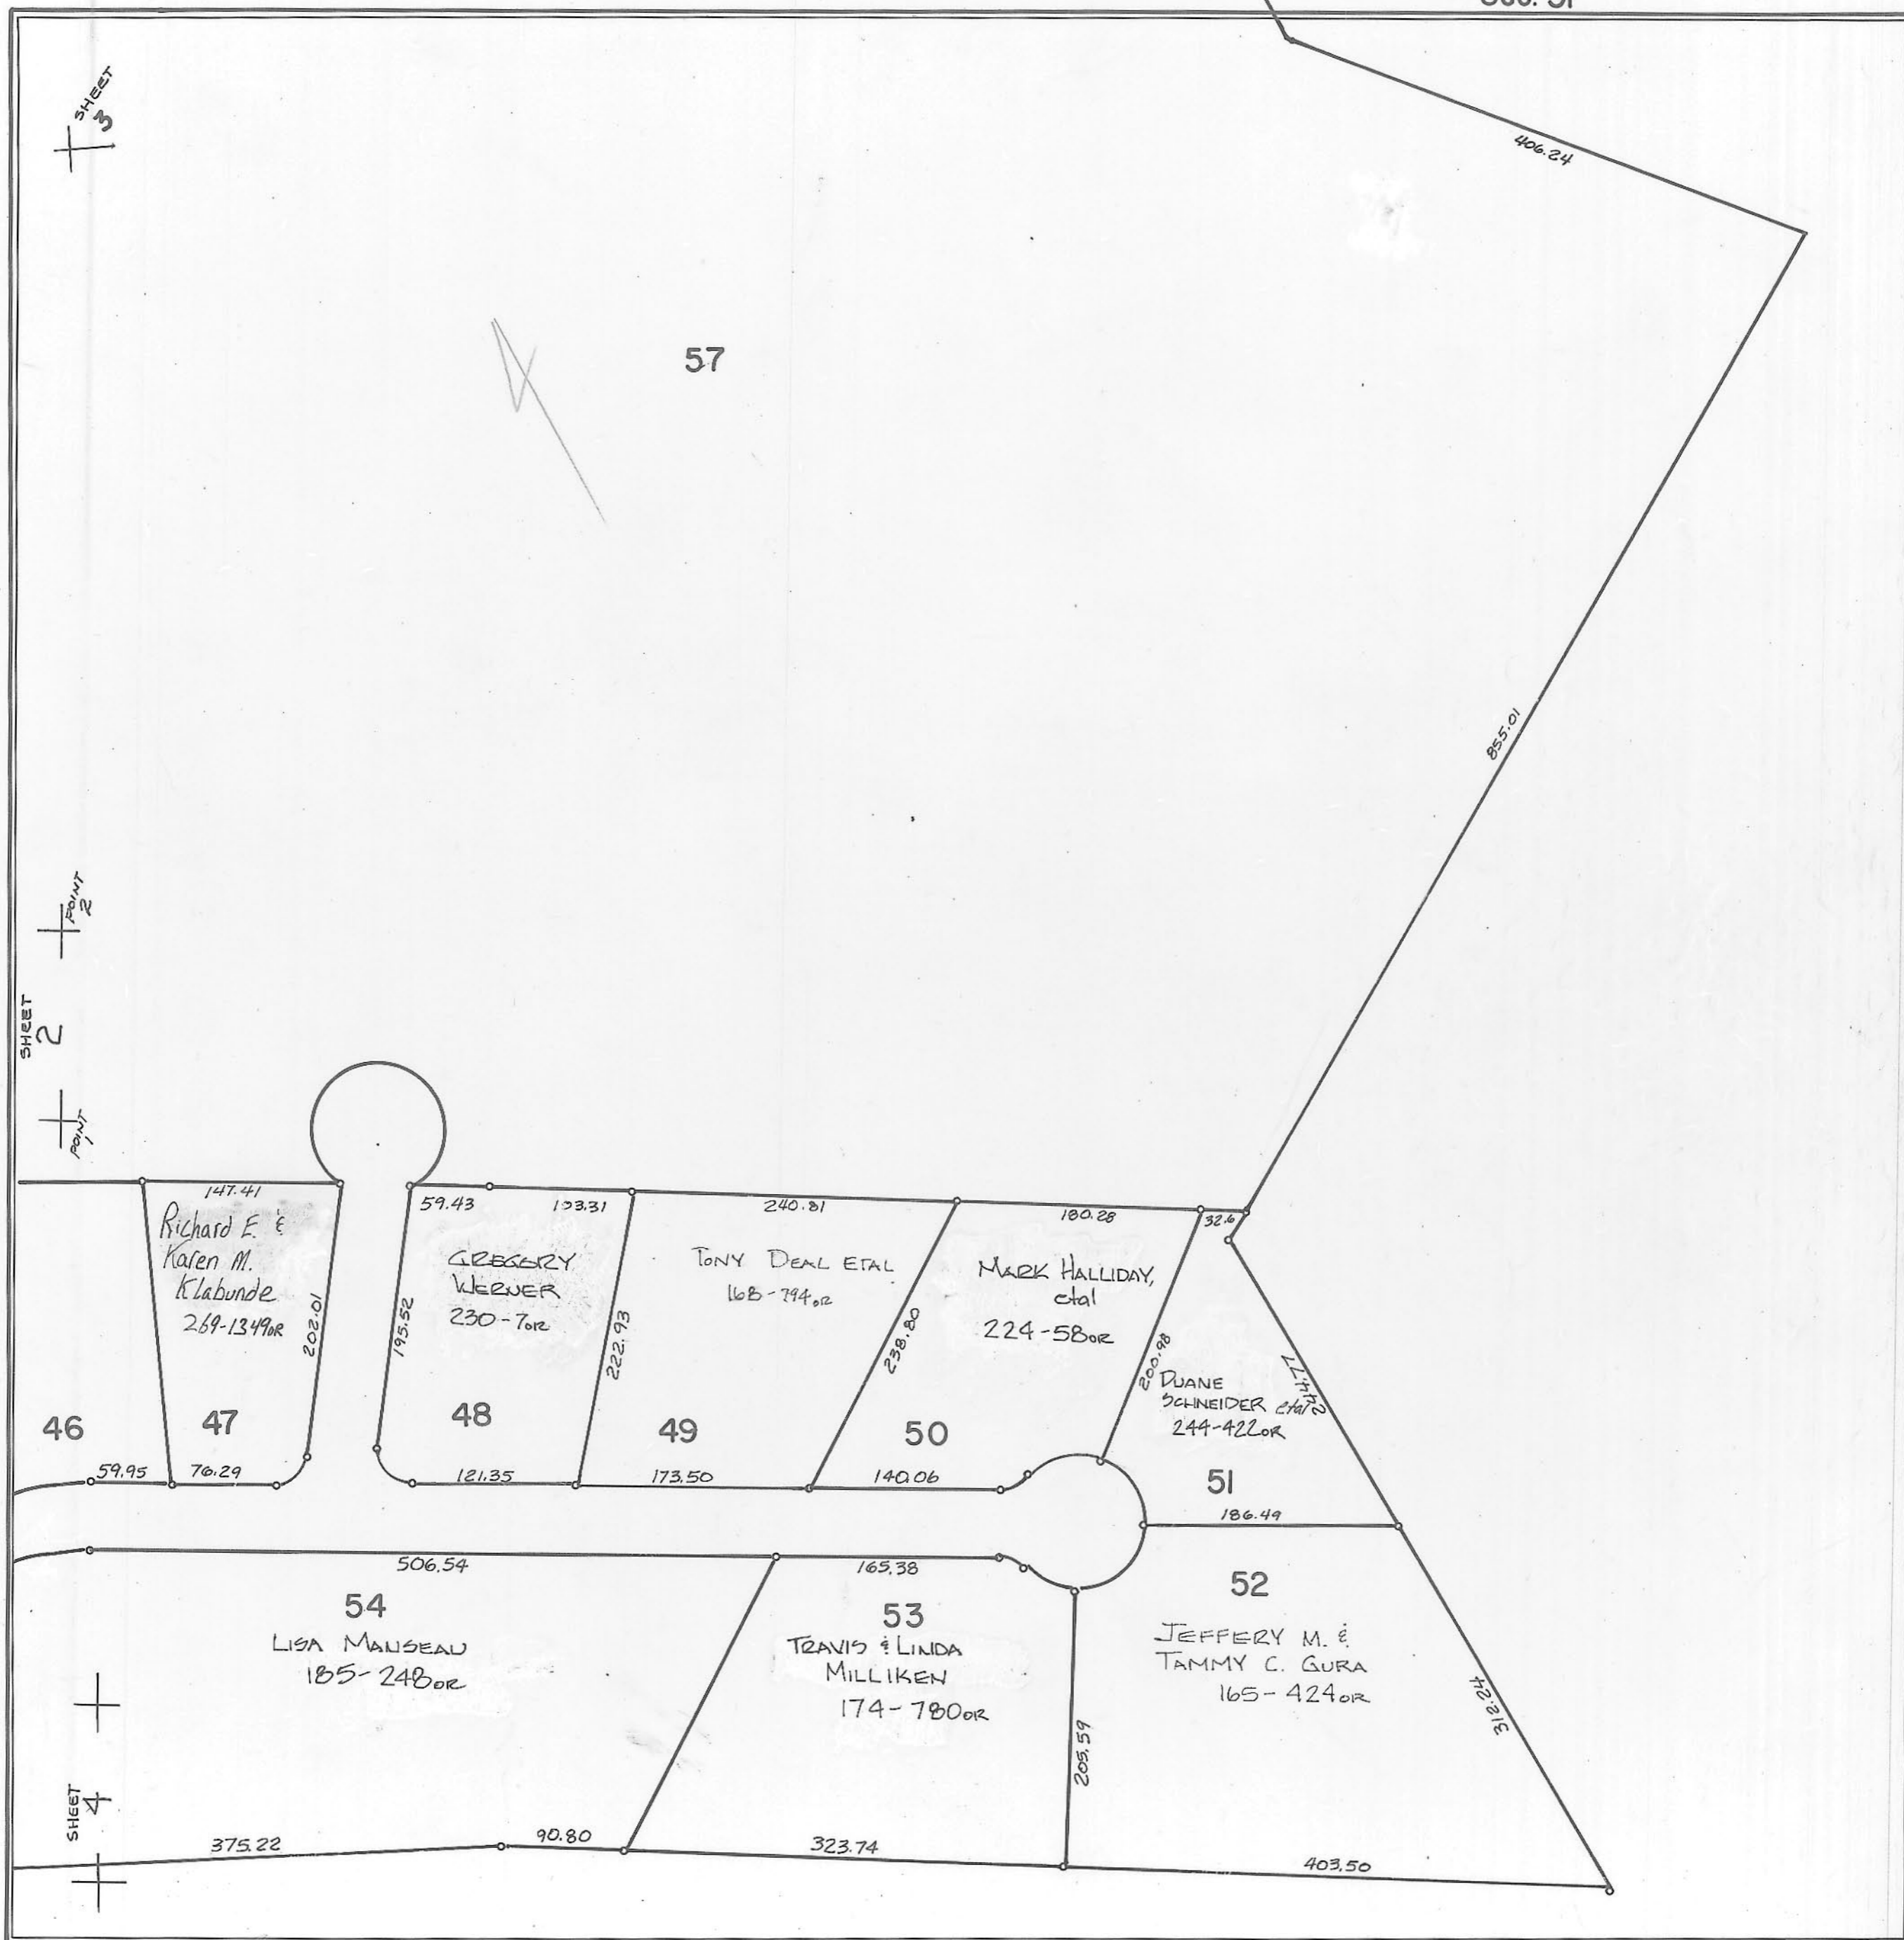 SHEET
3
406.24
57
855.01
POINT
2
SHEET
2
POINT
1
147.41
59.43
103.31
240.81
180.28
32.6
Richard E. &
Karen M.
Klabunde
269-1349OR
202.01
195.52
GREGORY
WERNER
230-7OR
222.93
TONY DEAL ETAL
168-794OR
238.80
MARK HALLIDAY,
etal
224-58OR
200.98
DUANE
SCHNEIDER etal
244-422OR
244.77
46
47
48
49
50
51
59.95
76.29
121.35
173.50
140.06
186.49
506.54
165.38
54
LISA MANSEAU
185-248OR
53
TRAVIS & LINDA
MILLIKEN
174-780OR
52
JEFFERY M. &
TAMMY C. GURA
165-424OR
205.59
312.24
SHEET
4
375.22
90.80
323.74
403.50